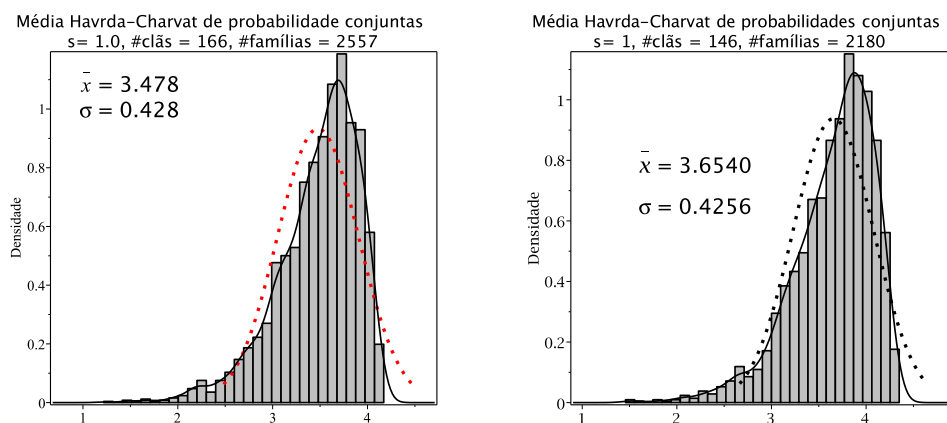 Média Havrda-Charvat de probabilidade conjuntas
s= 1.0, #clãs = 166, #famílias = 2557
x̄ = 3.478
σ = 0.428
Densidade
1
0.8
0.6
0.4
0.2
0
1 2 3 4
Média Havrda-Charvat de probabilidades conjuntas
s= 1, #clãs = 146, #famílias = 2180
x̄ = 3.6540
σ = 0.4256
Densidade
1
0.8
0.6
0.4
0.2
0
1 2 3 4